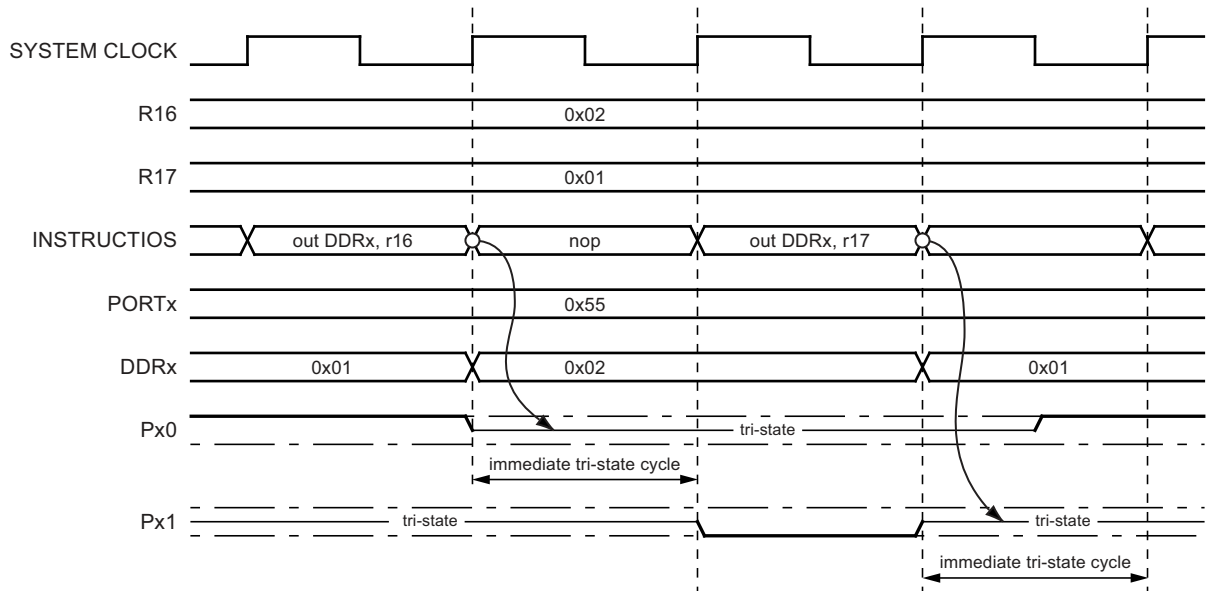 SYSTEM CLOCK
R16
0x02
R17
0x01
INSTRUCTIOS
out DDRx, r16
nop
out DDRx, r17
PORTx
0x55
DDRx
0x01
0x02
0x01
Px0
tri-state
immediate tri-state cycle
Px1
tri-state
tri-state
immediate tri-state cycle